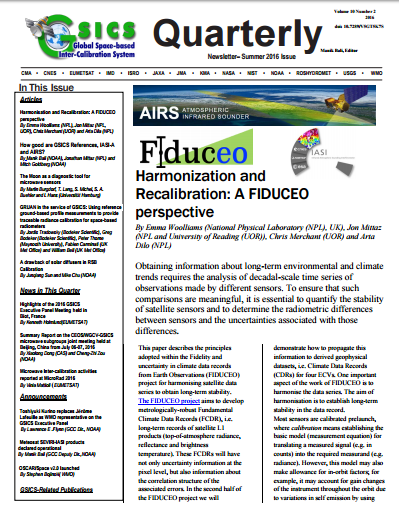 GSICS
Global Space-based
Inter-Calibration System
Quarterly
Newsletter- Summer 2016 Issue
Volume 10 Number 2
2016
Manik Bali, Editor
CMA • CNES • EUMETSAT • IMD • ISRO • JAXA • JMA • KMA • NASA • NIST • NOAA • ROSHYDROMET • USGS • WMO
In This Issue
Articles
Harmonisation and Recalibration: A FIDUCEO
perspective
By Emma Woolliams (NPL), Jon Mittaz (NPL,
UOR), Chris Merchant (UOR) and Arta Dilo (NPL)
How good are GSICS References, IASI-A
and AIRS?
By Manik Bali (NOAA), Jonathan Mittaz (NPL) and
Mitch Goldberg (NOAA)
The Moon as a diagnostic tool for
microwave sensors
By Martin Burgdorf, T. Lang, S. Michel, S. A.
Buehler and I. Hans (Universität Hamburg)
GRUAN in the service of GSICS: Using reference
ground-based profile measurements to provide
traceable radiance calibration for space-based
radiometers
By Jordis Tradowsky (Bodeker Scientific), Greg
Bodeker (Bodeker Scientific), Peter Thorne
(Maynooth University), Fabien Carminati (UK
Met Office) and William Bell (UK Met Office)
A drawback of solar diffusers in RSB
Calibration
By Junqiang Sun and Mike Chu (NOAA)
News in This Quarter
Highlights of the 2016 GSICS
Executive Panel Meeting held in
Biot, France
By Kenneth Holmlund(EUMETSAT)
Summary Report on the CEOS/WGCV-GSICS
microwave subgroups joint meeting held at
Beijing, China from July 06-07, 2016
By Xiaolong Dong (CAS) and Cheng-Zhi Zou
(NOAA)
Microwave Inter-calibration activities
reported at MicroRad 2016
By Vinia Mattioli (EUMETSAT)
Announcements
Toshiyuki Kurino replaces Jérôme
Lafeuille as WMO representative on the
GSICS Executive Panel
By Lawrence E. Flynn (GCC Dir., NOAA)
Meteosat SEVIRI-IASI products
declared operational
By Manik Bali (GCC Deputy Dir., NOAA)
OSCAR/Space v2.0 launched
By Stephan Bojinski( WMO)
GSICS-Related Publications
AIRS
ATMOSPHERIC
INFRARED SOUNDER
Fiduceo
IASI
Harmonization and
Recalibration: A FIDUCEO
perspective
By Emma Woolliams (National Physical Laboratory (NPL), UK), Jon Mittaz
(NPL and University of Reading (UOR)), Chris Merchant (UOR) and Arta
Dilo (NPL)
Obtaining information about long-term environmental and climate
trends requires the analysis of decadal-scale time series of
observations made by different sensors. To ensure that such
comparisons are meaningful, it is essential to quantify the stability
of satellite sensors and to determine the radiometric differences
between sensors and the uncertainties associated with those
differences.
This paper describes the principles
adopted within the Fidelity and
uncertainty in climate data records
from Earth Observations (FIDUCEO)
project for harmonising satellite data
series to obtain long-term stability.
The FIDUCEO project aims to develop
metrologically-robust Fundamental
Climate Data Records (FCDR), i.e.
long-term records of satellite L1
products (top-of-atmosphere radiance,
reflectance and brightness
temperature). These FCDRs will have
not only uncertainty information at the
pixel level, but also information about
the correlation structure of the
associated errors. In the second half of
the FIDUCEO project we will
demonstrate how to propagate this
information to derived geophysical
datasets, i.e. Climate Data Records
(CDRs) for four ECVs. One important
aspect of the work of FIDUCEO is to
harmonise the data series. The aim of
harmonisation is to establish long-term
stability in the data record.
Most sensors are calibrated prelaunch,
where calibration means establishing the
basic model (measurement equation) for
translating a measured signal (e.g. in
counts) into the required measurand (e.g.
radiance). However, this model may also
make allowance for in-orbit factors; for
example, it may account for gain changes
of the instrument throughout the orbit due
to variations in self emission by using